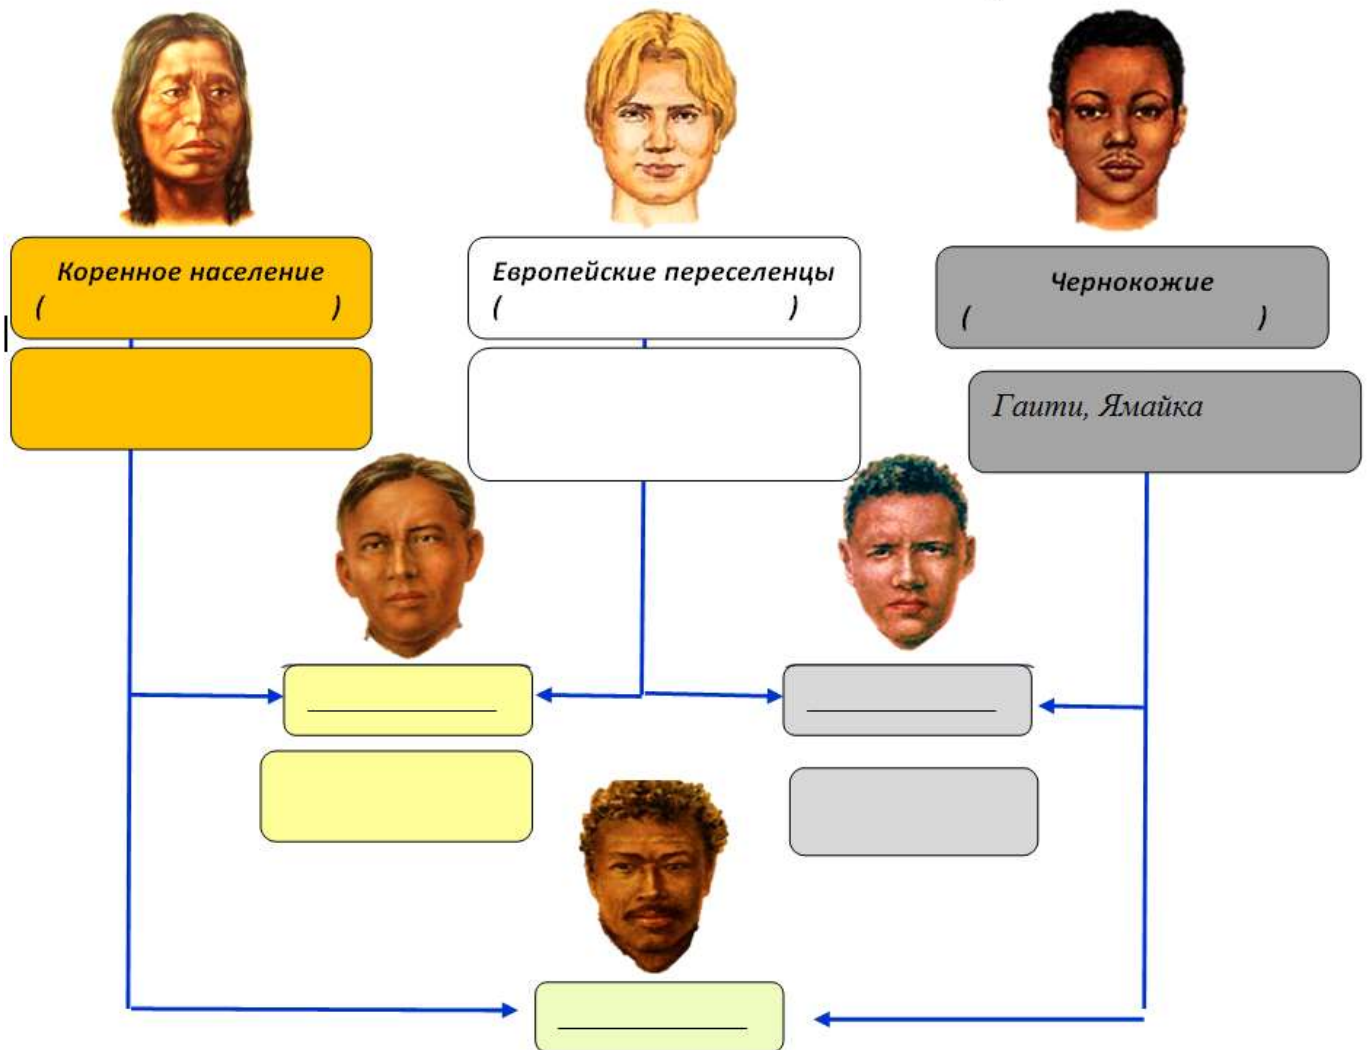 Коренное население
( )
Европейские переселенцы
( )
Чернокожие
( )
Гаити, Ямайка